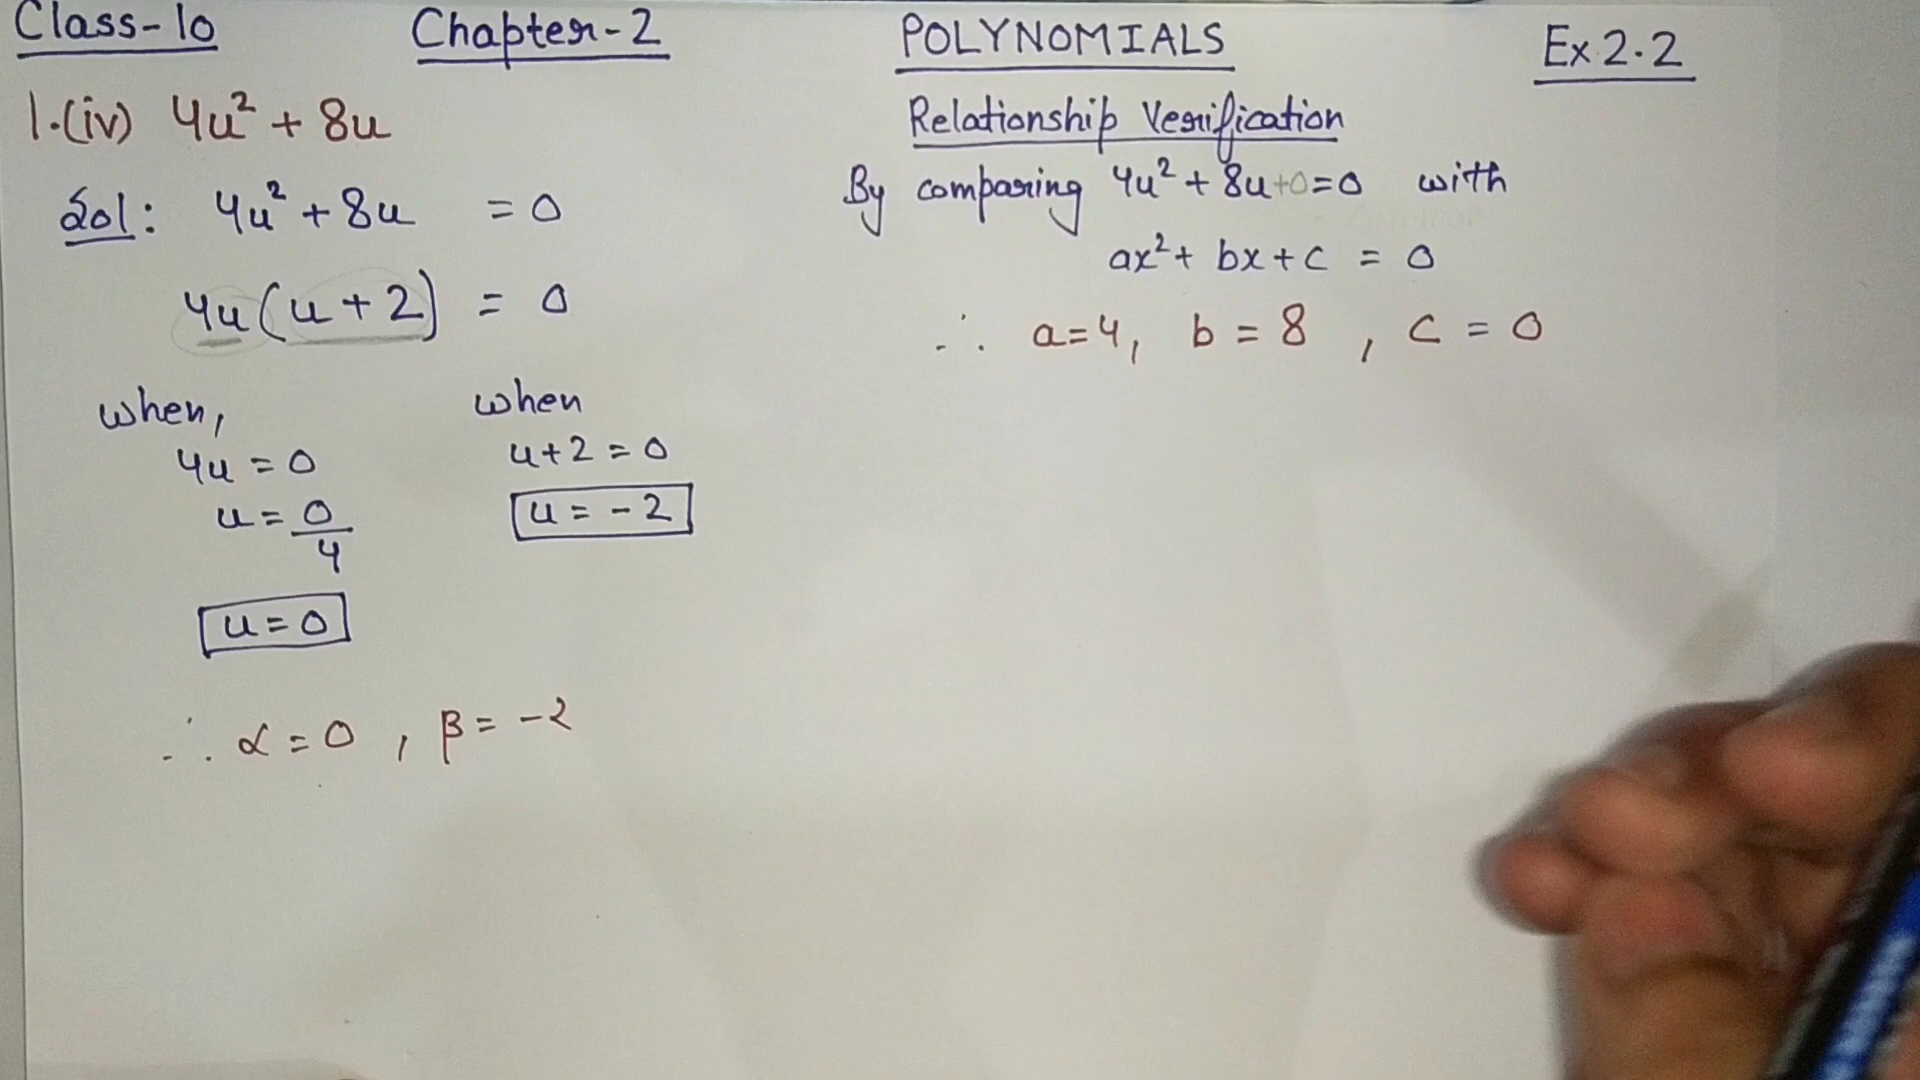 Class-10 Chapter-2 POLYNOMIALS Ex 2.2
1.(iv) 4u² + 8u
Sol: 4u² + 8u = 0
4u(u+2) = 0
when,
4u = 0
u = 0/4
u = 0
when
u+2 = 0
u = -2
∴ α = 0 , β = -2
Relationship Verification
By comparing 4u² + 8u+0=0 with
ax² + bx + c = 0
∴ a=4, b = 8 , c = 0